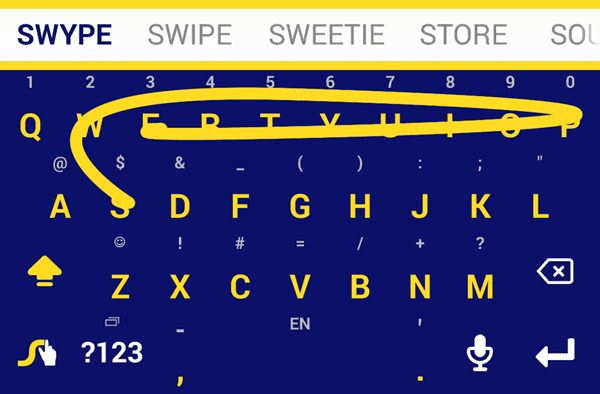 SWYPE SWIPE SWEETIE STORE SOU
1 2 3 4 5 6 7 8 9 0
Q W E R T Y U I O P
@ $ & _ ( ) : ; "
A S D F G H J K L
! # = / + ?
Z X C V B N M
- EN '
?123 , .